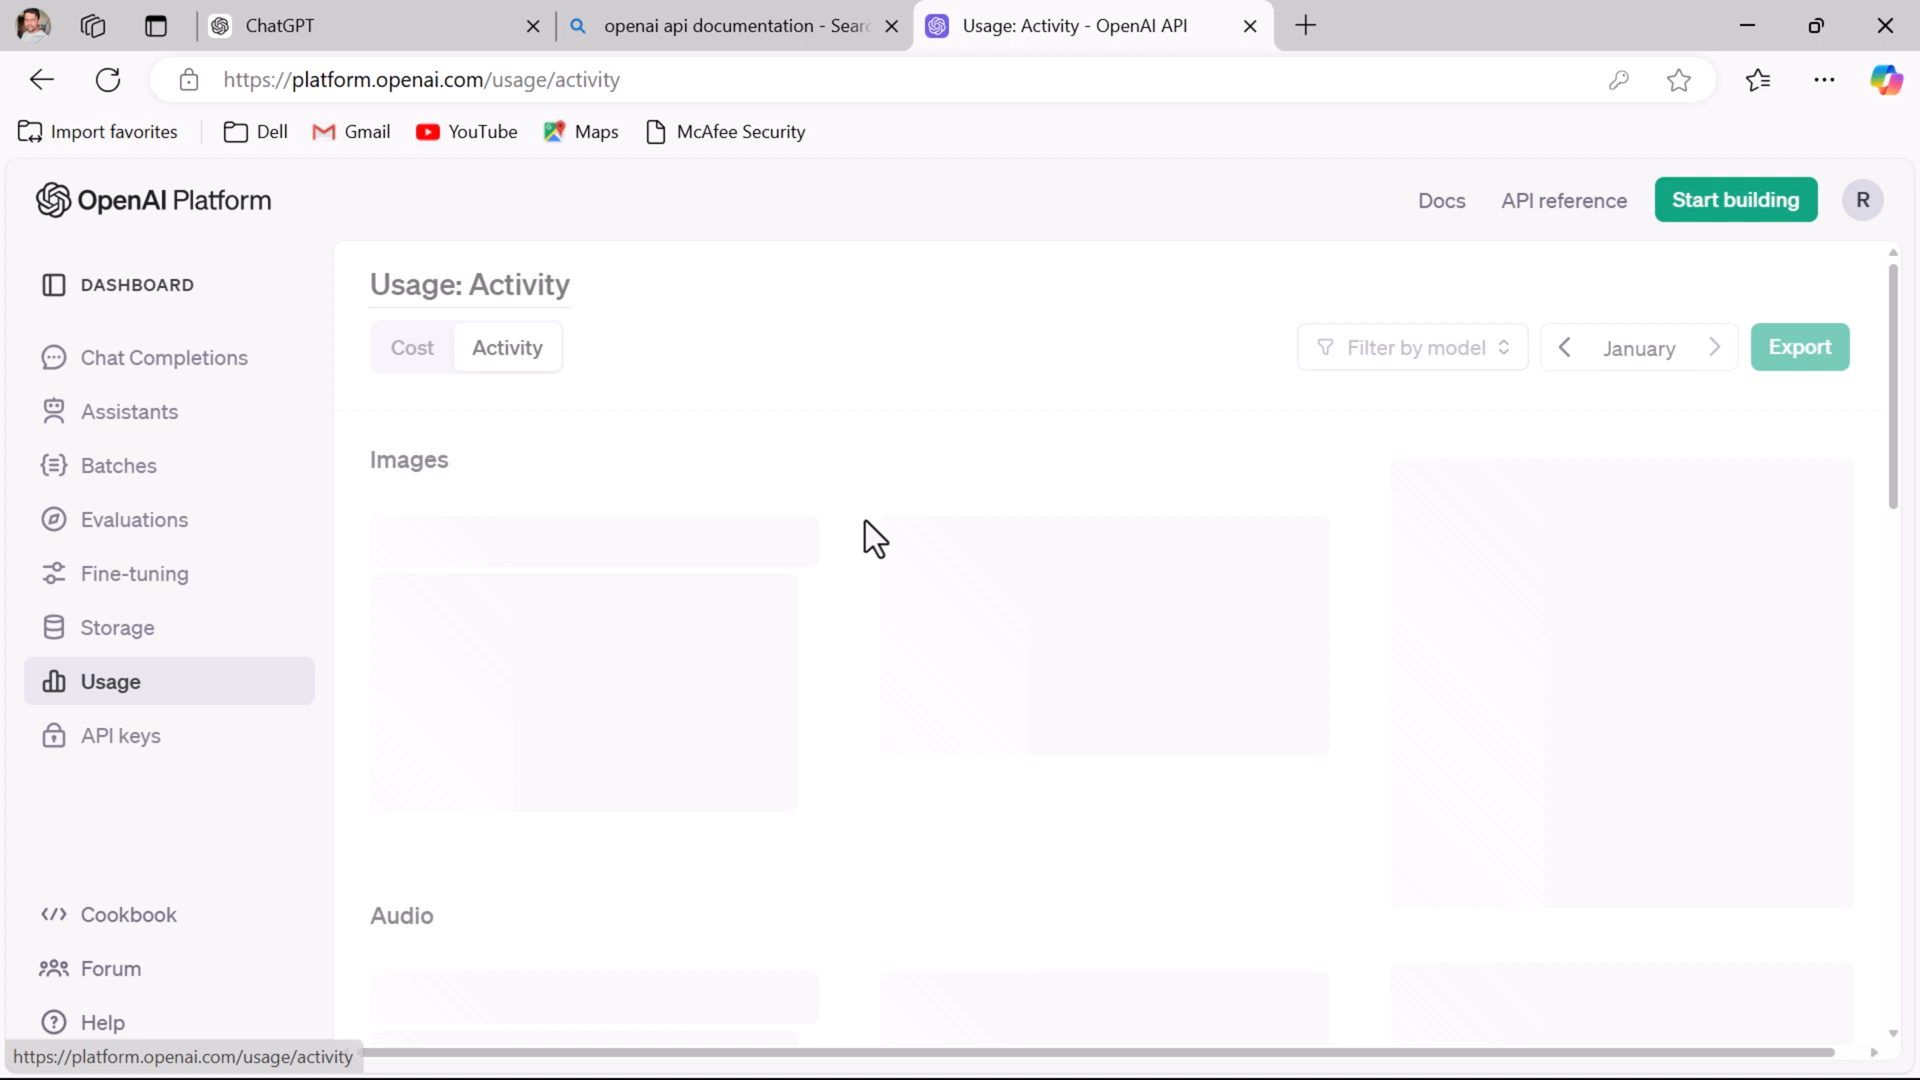 ChatGPT
openai api documentation - Sear
Usage: Activity - OpenAI API
https://platform.openai.com/usage/activity
Import favorites
Dell
Gmail
YouTube
Maps
McAfee Security
OpenAI Platform
Docs
API reference
Start building
R
DASHBOARD
Chat Completions
Assistants
Batches
Evaluations
Fine-tuning
Storage
Usage
API keys
Cookbook
Forum
Help
Usage: Activity
Cost
Activity
Filter by model
January
Export
Images
Audio
https://platform.openai.com/usage/activity